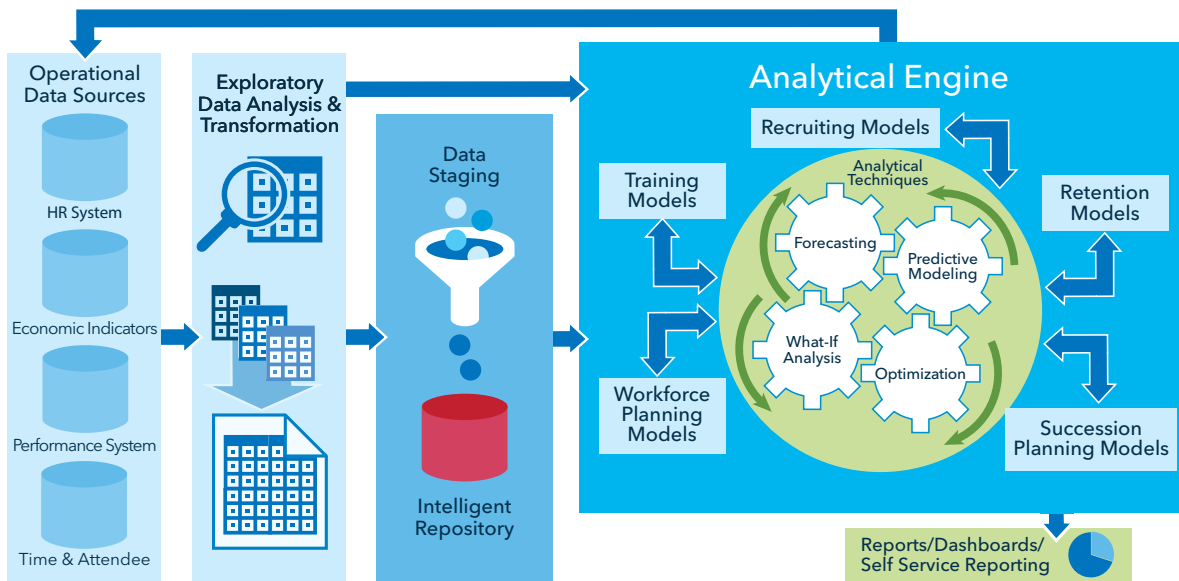 Operational
Data Sources
HR System
Economic Indicators
Performance System
Time & Attendee
Exploratory
Data Analysis &
Transformation
Data
Staging
Intelligent
Repository
Analytical Engine
Recruiting Models
Training
Models
Retention
Models
Analytical
Techniques
Forecasting
Predictive
Modeling
What-If
Analysis
Optimization
Workforce
Planning
Models
Succession
Planning Models
Reports/Dashboards/
Self Service Reporting